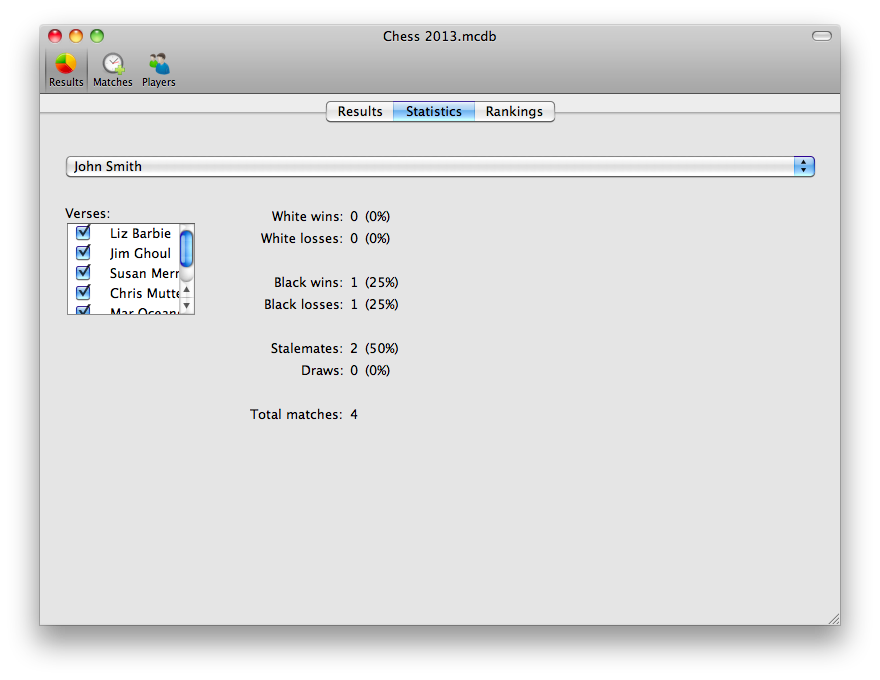 Chess 2013.mcdb
Results Matches Players
Results Statistics Rankings
John Smith
Verses:
Liz Barbie
Jim Ghoul
Susan Merr
Chris Mutte
Mar Ocean
White wins: 0 (0%)
White losses: 0 (0%)
Black wins: 1 (25%)
Black losses: 1 (25%)
Stalemates: 2 (50%)
Draws: 0 (0%)
Total matches: 4